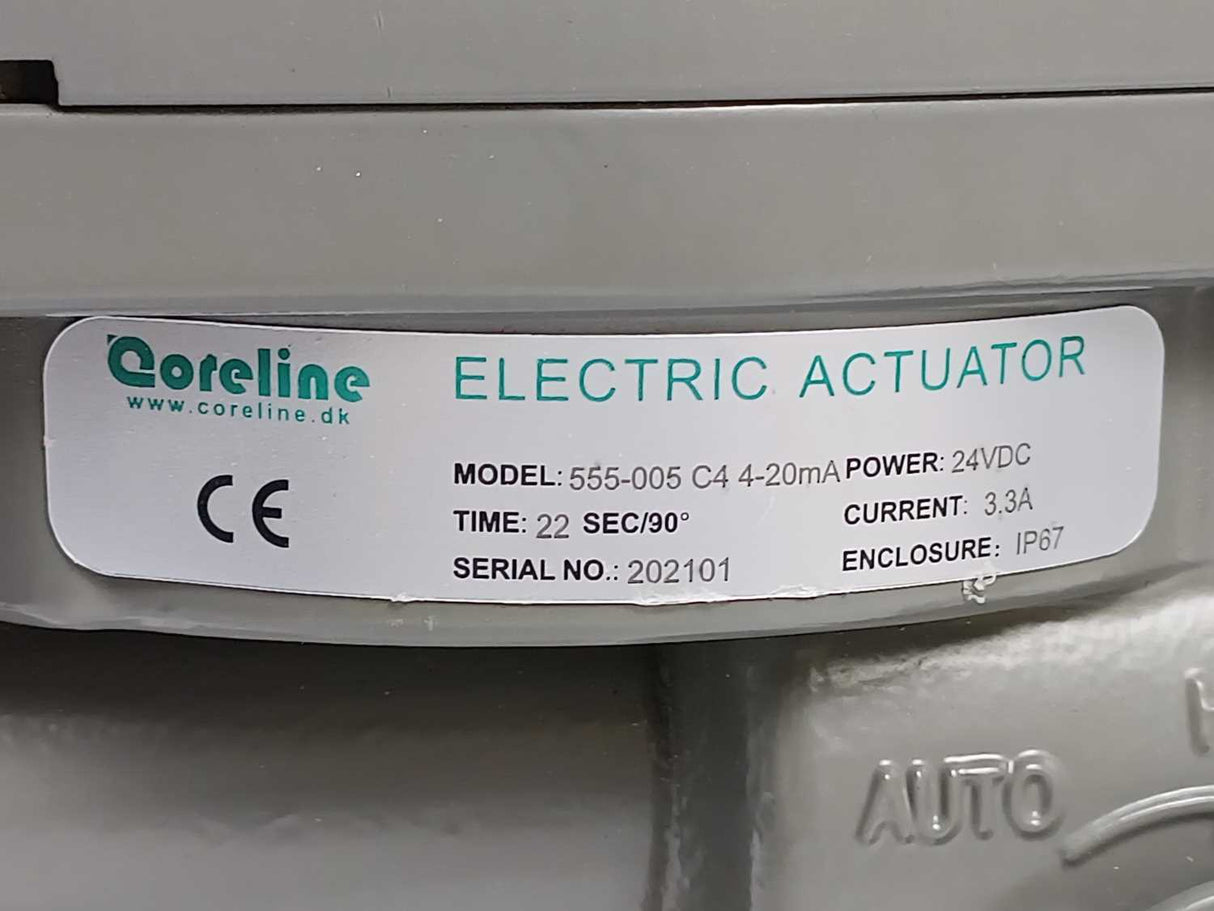 Coreline
www.coreline.dk
ELECTRIC ACTUATOR
CE
MODEL: 555-005 C4 4-20mA POWER: 24VDC
TIME: 22 SEC/90° CURRENT: 3.3A
SERIAL NO.: 202101 ENCLOSURE: IP67
AUTO